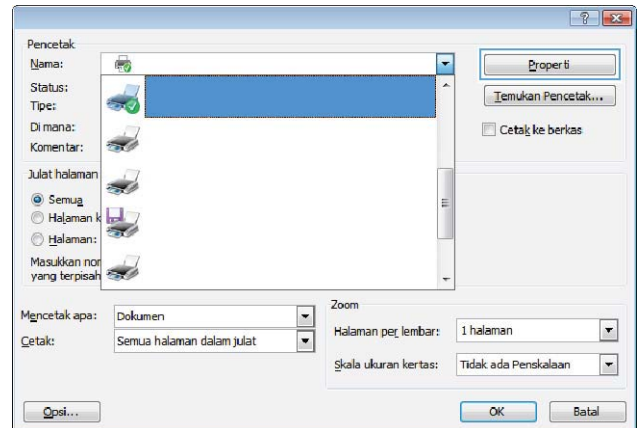 Pencetak
Nama:
Properti
Status:
Tipe:
Temukan Pencetak...
Di mana:
Cetak ke berkas
Komentar:
Julat halaman
Semua
Halaman k
Halaman:
Masukkan nor
yang terpisah
Mencetak apa: Dokumen
Cetak: Semua halaman dalam julat
Zoom
Halaman per lembar: 1 halaman
Skala ukuran kertas: Tidak ada Penskalaan
Opsi...
OK
Batal